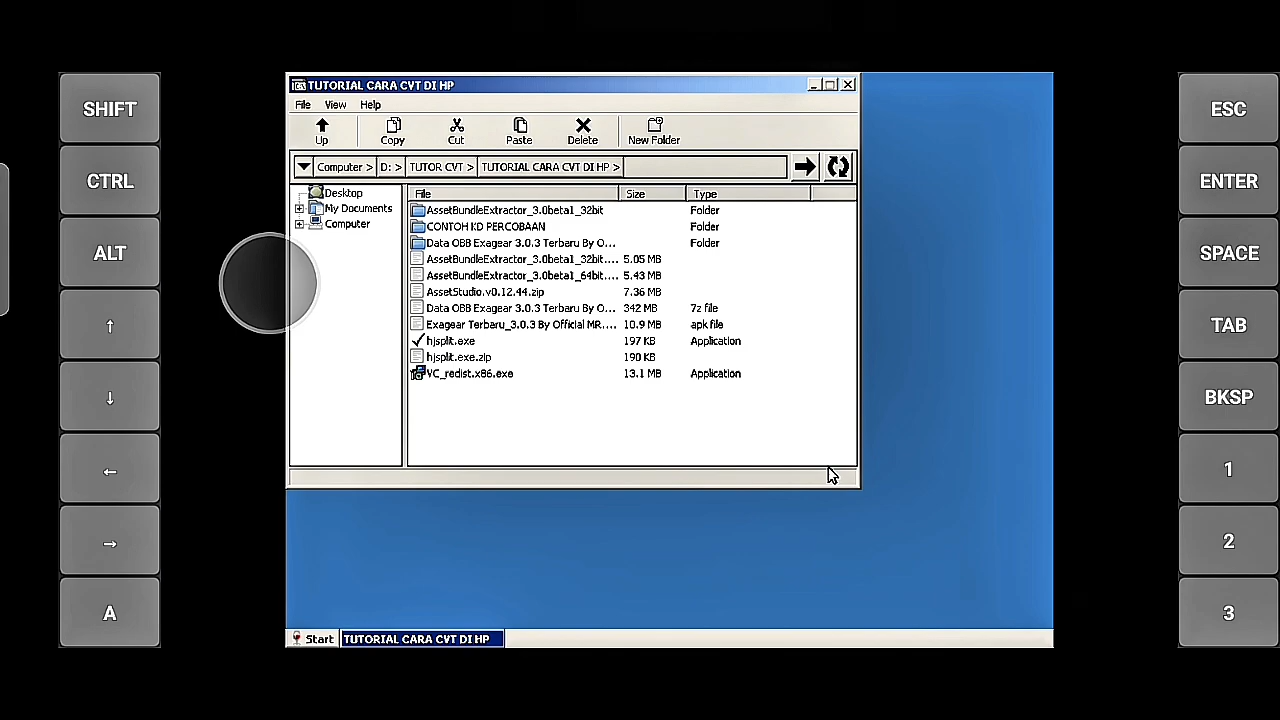 SHIFT
CTRL
ALT
↑
↓
←
→
A
TUTORIAL CARA CVT DI HP
File View Help
Up Copy Cut Paste Delete New Folder
Computer > D: > TUTOR CVT > TUTORIAL CARA CVT DI HP >
Desktop
My Documents
Computer
File Size Type
AssetBundleExtractor_3.0beta1_32bit Folder
CONTOH KD PERCOBAAN Folder
Data OBB Exagear 3.0.3 Terbaru By O... Folder
AssetBundleExtractor_3.0beta1_32bit.... 5.05 MB
AssetBundleExtractor_3.0beta1_64bit.... 5.43 MB
AssetStudio.v0.12.44.zip 7.36 MB
Data OBB Exagear 3.0.3 Terbaru By O... 342 MB 7z file
Exagear Terbaru_3.0.3 By Official MR.... 10.9 MB apk file
hjsplit.exe 197 KB Application
hjsplit.exe.zip 190 KB
VC_redist.x86.exe 13.1 MB Application
Start TUTORIAL CARA CVT DI HP
ESC
ENTER
SPACE
TAB
BKSP
1
2
3